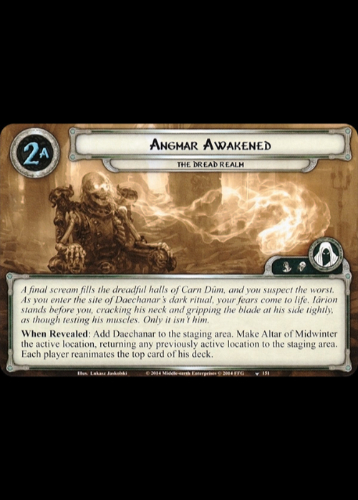 2A
Angmar Awakened
The Dread Realm
A final scream fills the dreadful halls of Carn Dûm, and you suspect the worst.
As you enter the site of Daechanar's dark ritual, your fears come to life. Iârion
stands before you, cracking his neck and gripping the blade at his side tightly,
as though testing his muscles. Only it isn't him.
When Revealed: Add Daechanar to the staging area. Make Altar of Midwinter
the active location, returning any previously active location to the staging area.
Each player reanimates the top card of his deck.
Illus. Lukasz Jaskolski © 2014 Middle-earth Enterprises © 2014 FFG 151